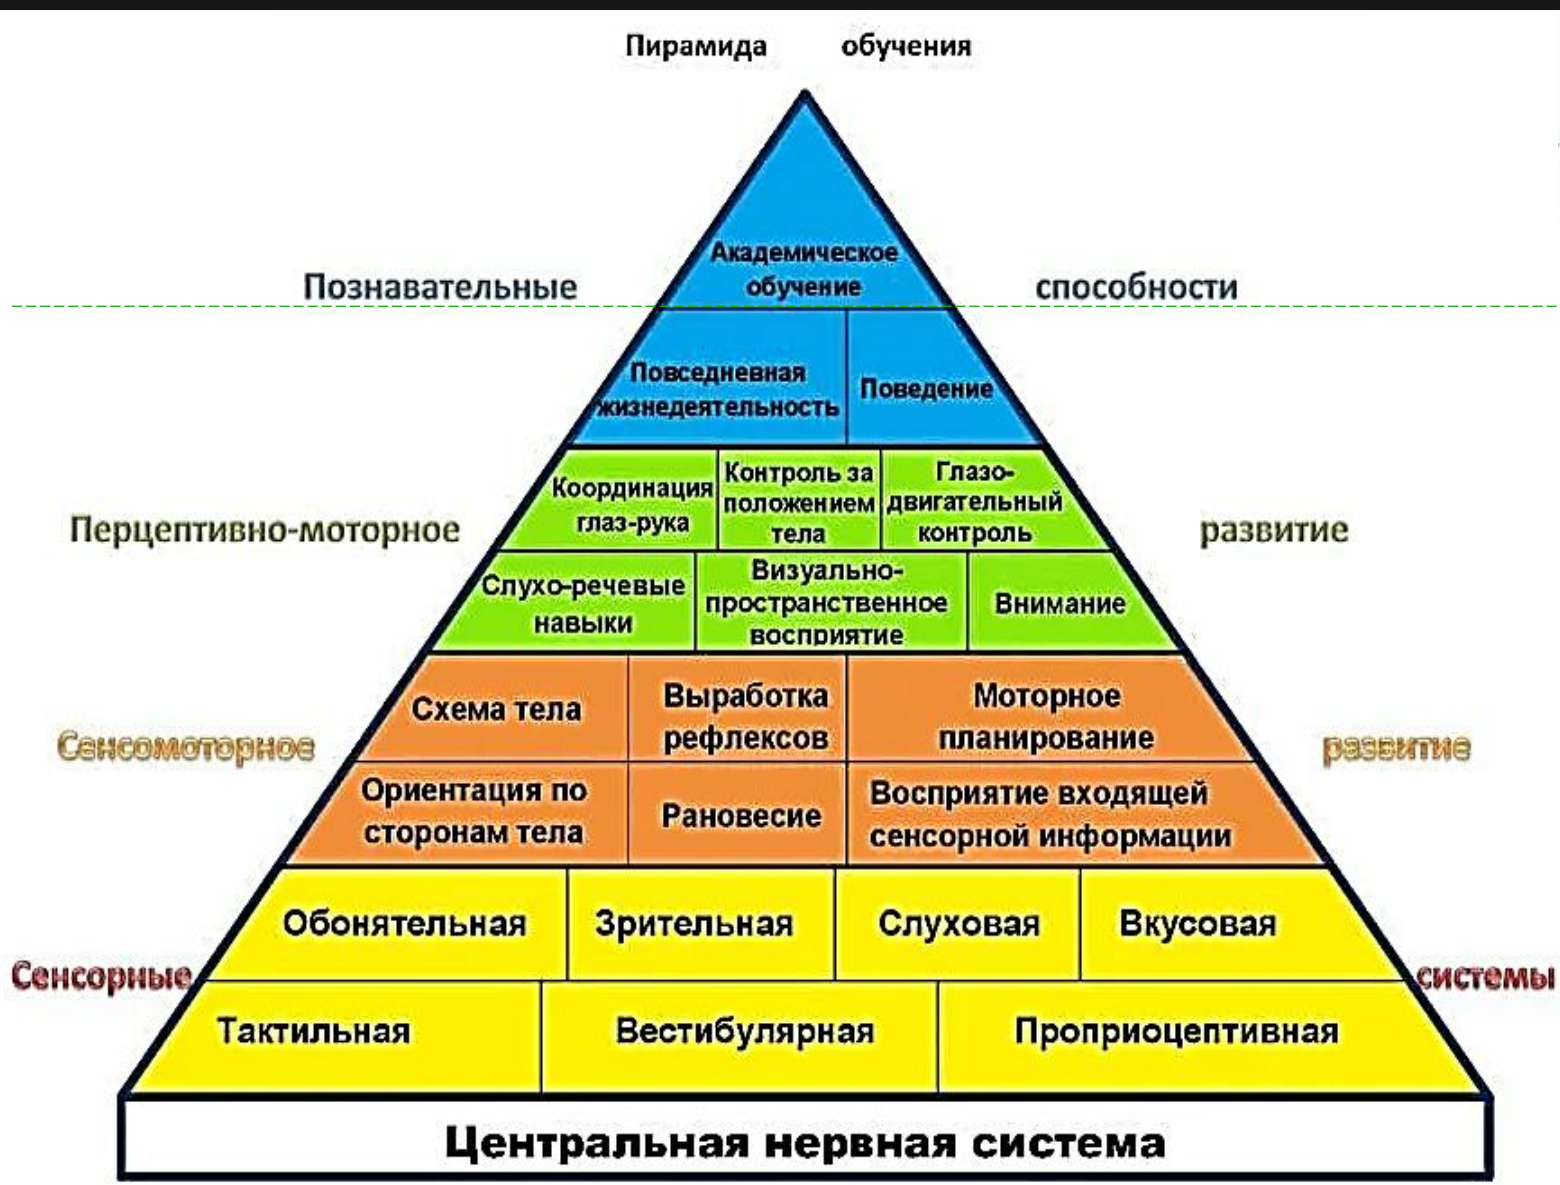 Пирамида обучения
Академическое
обучение
Познавательные способности
Повседневная
жизнедеятельность
Поведение
Координация
глаз-рука
Контроль за
положением
тела
Глазо-
двигательный
контроль
Перцептивно-моторное развитие
Слухо-речевые
навыки
Визуально-
пространственное
восприятие
Внимание
Схема тела
Выработка
рефлексов
Моторное
планирование
Сенсомоторное развитие
Ориентация по
сторонам тела
Рановесие
Восприятие входящей
сенсорной информации
Обонятельная
Зрительная
Слуховая
Вкусовая
Сенсорные системы
Тактильная
Вестибулярная
Проприоцептивная
Центральная нервная система